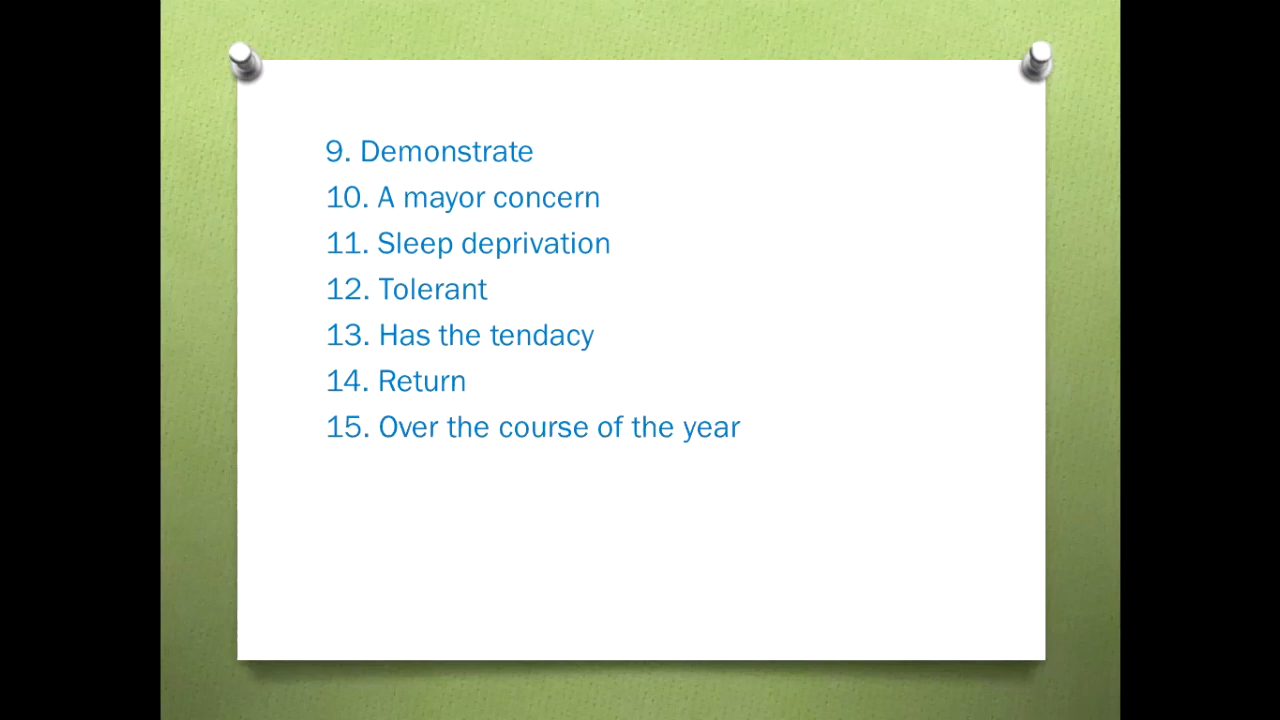 9. Demonstrate
10. A mayor concern
11. Sleep deprivation
12. Tolerant
13. Has the tendacy
14. Return
15. Over the course of the year